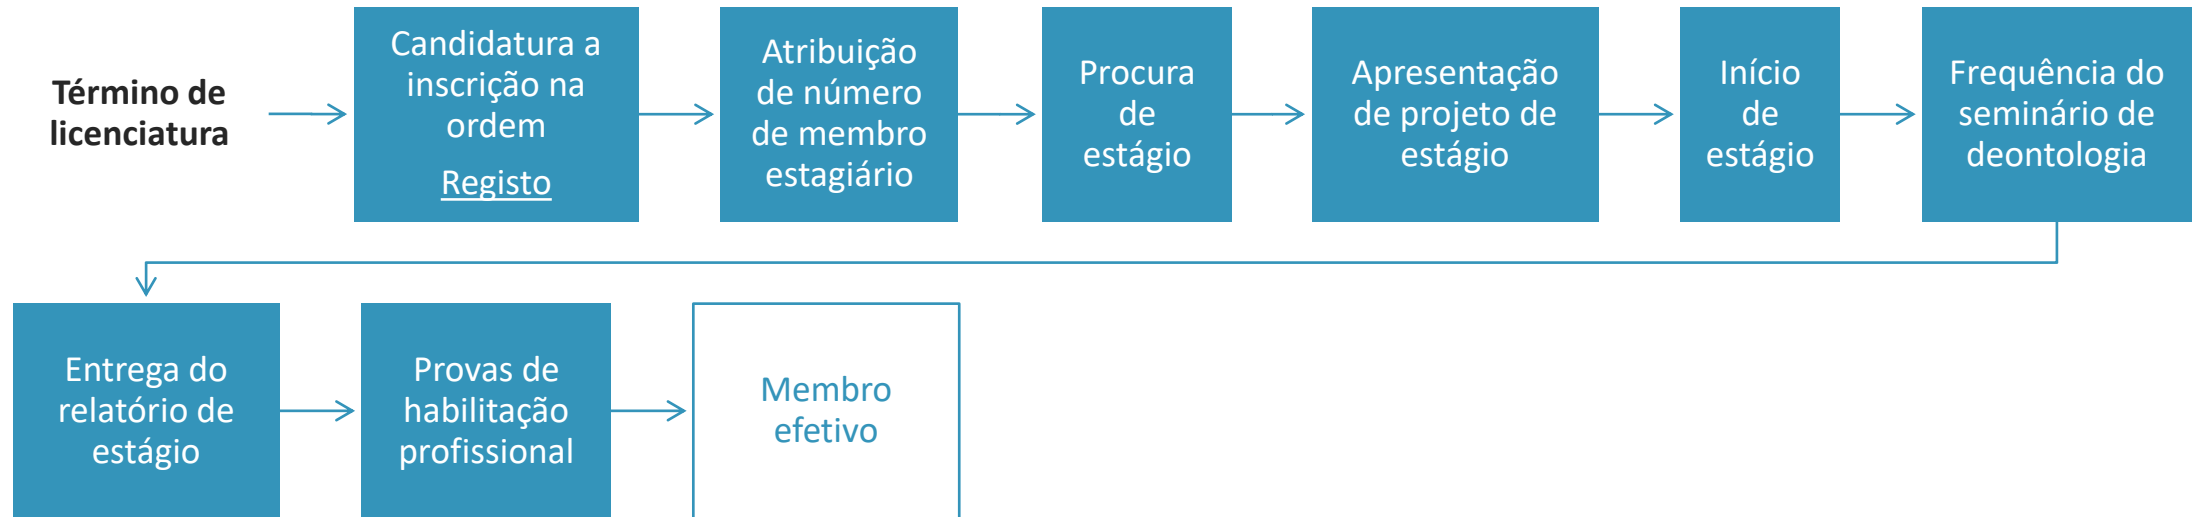 Término de
licenciatura
Candidatura a
inscrição na
ordem
Registo
Atribuição
de número
de membro
estagiário
Procura
de
estágio
Apresentação
de projeto de
estágio
Início
de
estágio
Frequência do
seminário de
deontologia
Entrega do
relatório de
estágio
Provas de
habilitação
profissional
Membro
efetivo